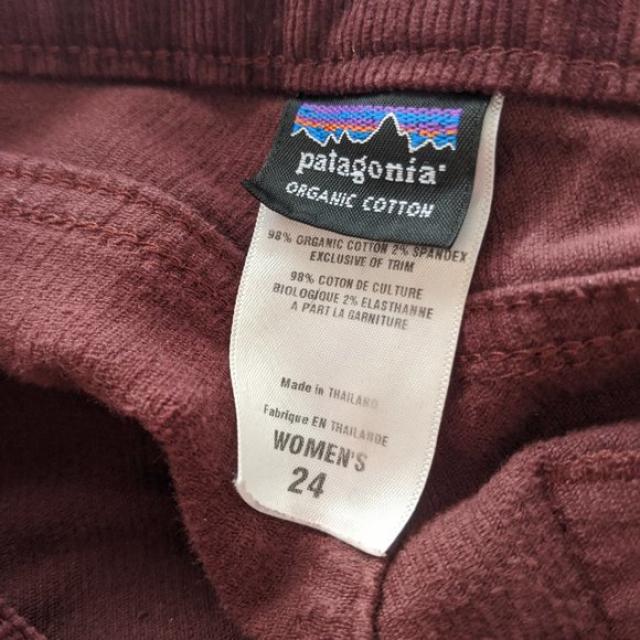 patagonia®
ORGANIC COTTON
98% ORGANIC COTTON 2% SPANDEX
EXCLUSIVE OF TRIM
98% COTON DE CULTURE
BIOLOGIQUE 2% ELASTHANNE
A PART LA GARNITURE
Made in THAILAND
Fabrique EN THAILANDE
WOMEN'S
24